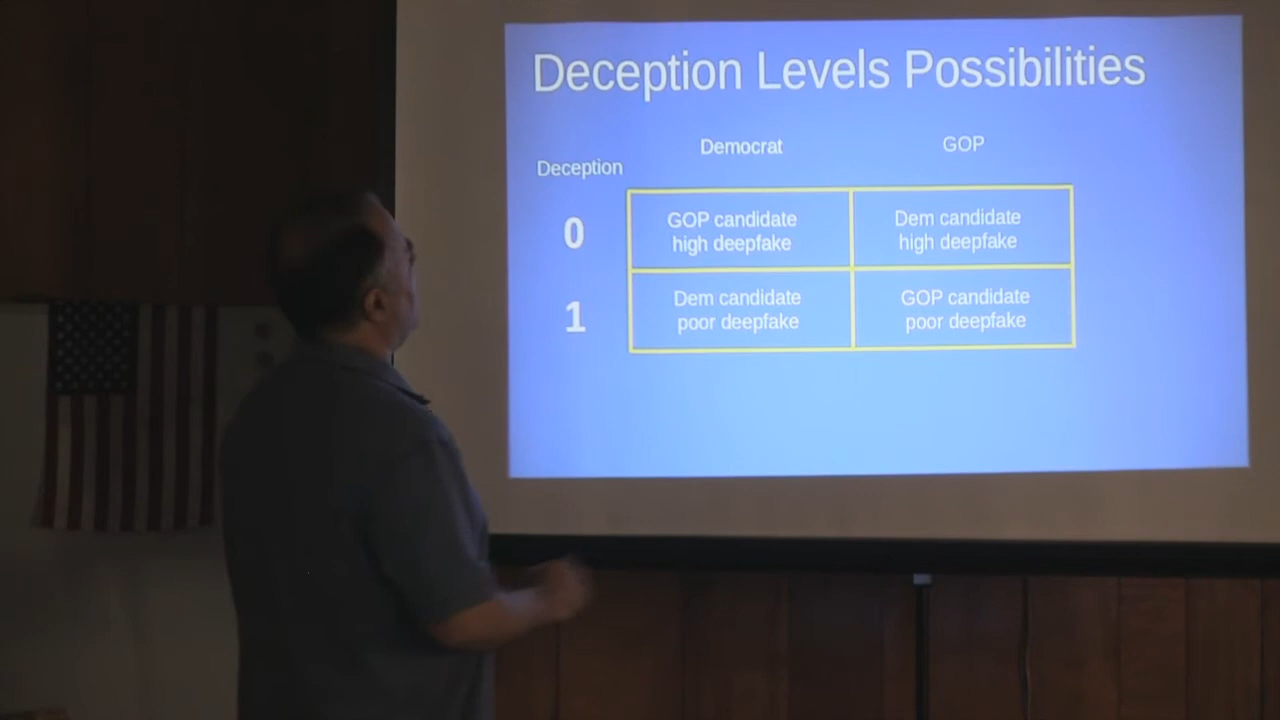 Deception Levels Possibilities
Democrat GOP
Deception
0
GOP candidate
high deepfake
Dem candidate
high deepfake
1
Dem candidate
poor deepfake
GOP candidate
poor deepfake